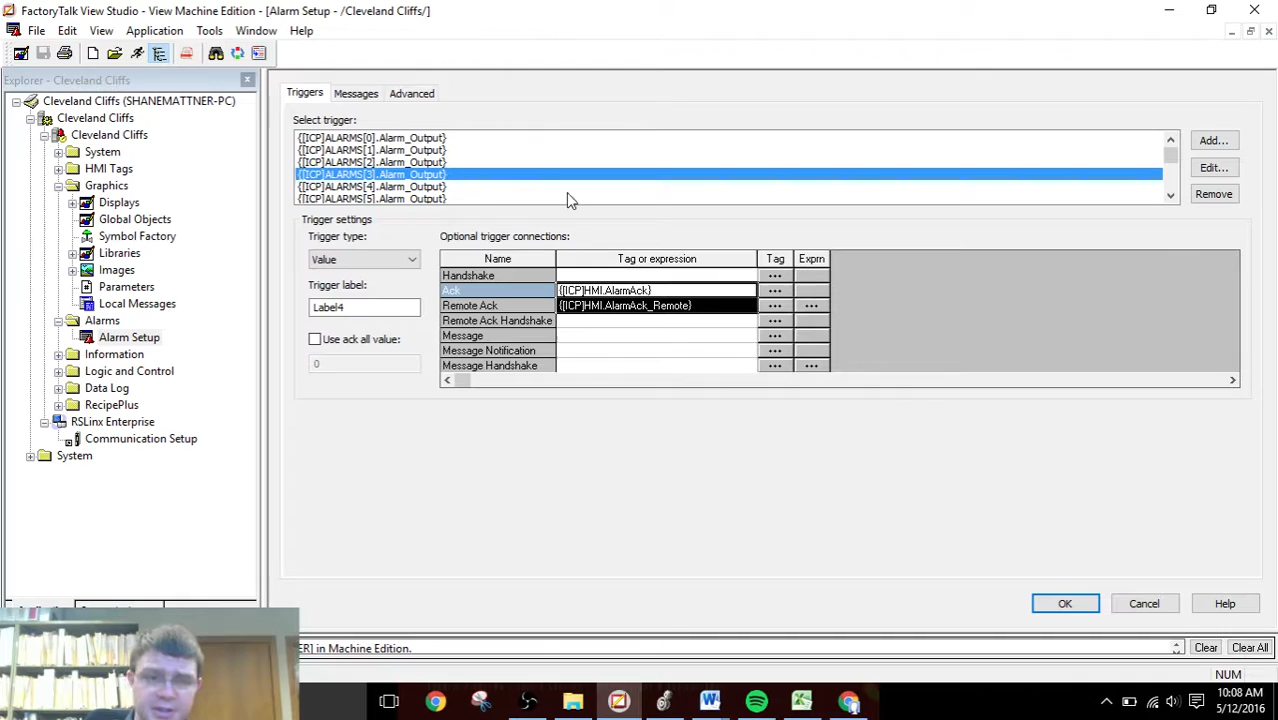 FactoryTalk View Studio - View Machine Edition - [Alarm Setup - /Cleveland Cliffs/]
File Edit View Application Tools Window Help
Explorer - Cleveland Cliffs
Cleveland Cliffs (SHANEMATTNER-PC)
Cleveland Cliffs
Cleveland Cliffs
System
HMI Tags
Graphics
Displays
Global Objects
Symbol Factory
Libraries
Images
Parameters
Local Messages
Alarms
Alarm Setup
Information
Logic and Control
Data Log
RecipePlus
RSLinx Enterprise
Communication Setup
System
Triggers Messages Advanced
Select trigger:
{[ICP]ALARMS[0].Alarm_Output}
{[ICP]ALARMS[1].Alarm_Output}
{[ICP]ALARMS[2].Alarm_Output}
{[ICP]ALARMS[3].Alarm_Output}
{[ICP]ALARMS[4].Alarm_Output}
{[ICP]ALARMS[5].Alarm_Output}
Add...
Edit...
Remove
Trigger settings
Trigger type:
Value
Trigger label:
Label4
Use ack all value:
0
Optional trigger connections:
Name Tag or expression Tag Exprn
Handshake ...
Ack {[ICP]HMI.AlarmAck} ...
Remote Ack {[ICP]HMI.AlarmAck_Remote} ... ...
Remote Ack Handshake ...
Message ...
Message Notification ...
Message Handshake ... ...
OK Cancel Help
ER] in Machine Edition.
Clear Clear All
NUM
10:08 AM
5/12/2016